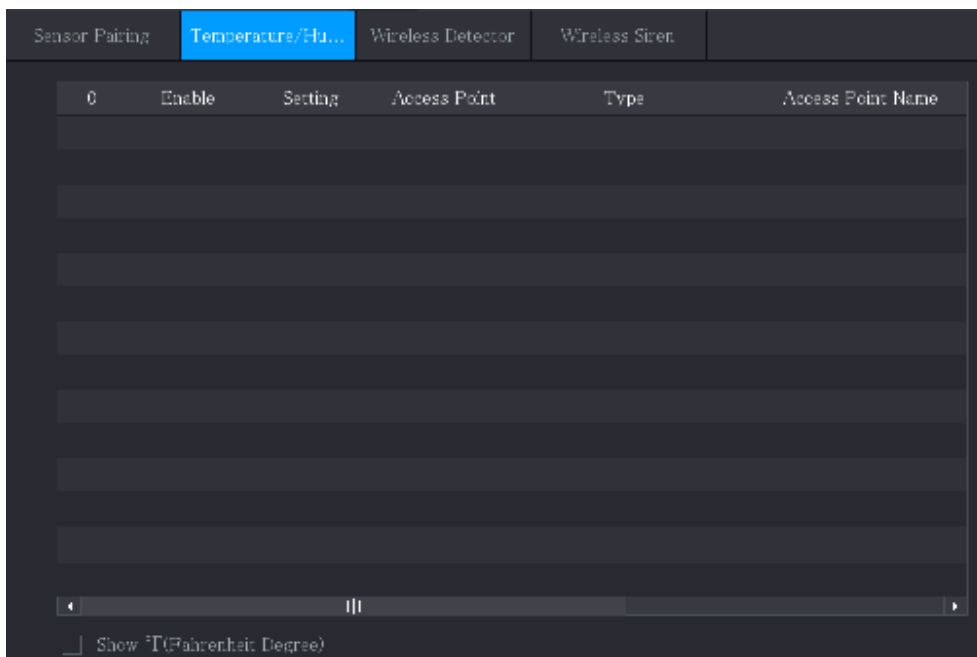 Sensor Pairing Temperature/Hu... Wireless Detector Wireless Siren
0 Enable Setting Access Point Type Access Point Name
Show °F(Fahrenheit Degree)